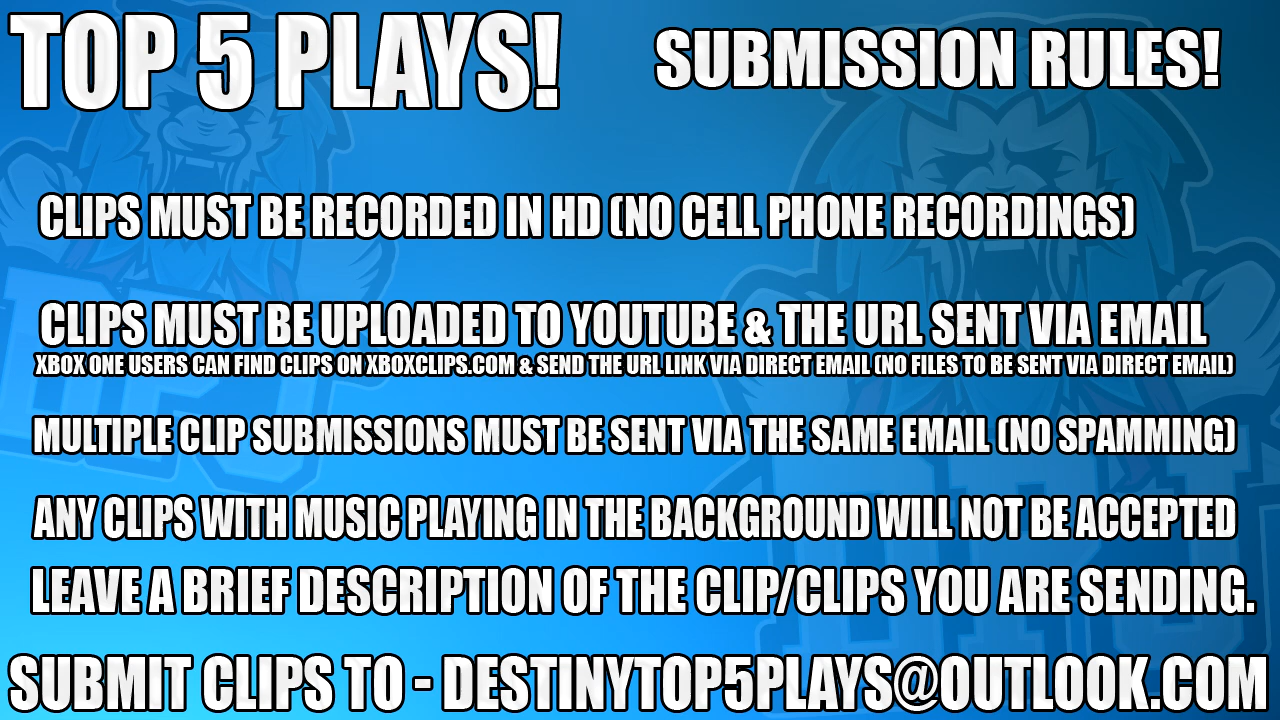 TOP 5 PLAYS!
SUBMISSION RULES!
CLIPS MUST BE RECORDED IN HD (NO CELL PHONE RECORDINGS)
CLIPS MUST BE UPLOADED TO YOUTUBE & THE URL SENT VIA EMAIL
XBOX ONE USERS CAN FIND CLIPS ON XBOXCLIPS.COM & SEND THE URL LINK VIA DIRECT EMAIL (NO FILES TO BE SENT VIA DIRECT EMAIL)
MULTIPLE CLIP SUBMISSIONS MUST BE SENT VIA THE SAME EMAIL (NO SPAMMING)
ANY CLIPS WITH MUSIC PLAYING IN THE BACKGROUND WILL NOT BE ACCEPTED
LEAVE A BRIEF DESCRIPTION OF THE CLIP/CLIPS YOU ARE SENDING.
SUBMIT CLIPS TO - DESTINYTOP5PLAYS@OUTLOOK.COM